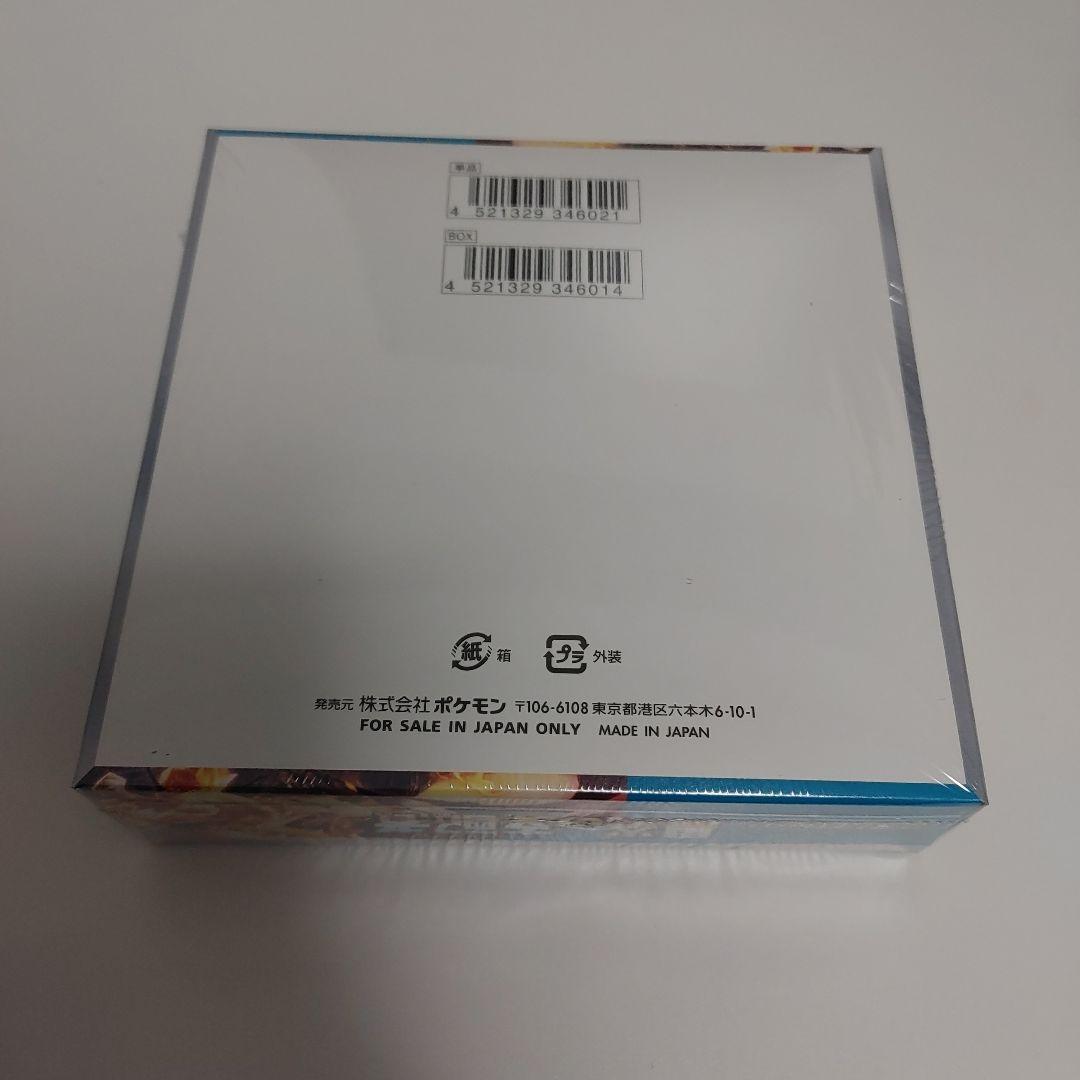 単品
4 521329 346021
BOX
4 521329 346014
紙 箱 プラ 外装
発売元 株式会社ポケモン 〒106-6108 東京都港区六本木6-10-1
FOR SALE IN JAPAN ONLY MADE IN JAPAN